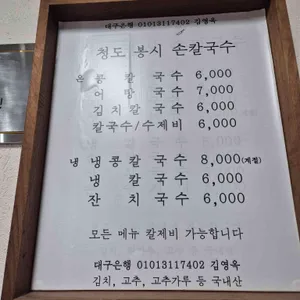 대구은행 01013117402 김영옥
청도 봉시 손칼국수
온 콩 칼 국 수 6,000
어 탕 국 수 7,000
김 치 칼 국 수 6,000
칼국수/수제비 6,000
냉 냉 콩 칼 국 수 8,000(계절)
냉 칼 국 수 6,000
잔 치 국 수 6,000
모든 메뉴 칼제비 가능합니다
대구은행 01013117402 김영옥
김치, 고추, 고추가루 등 국내산